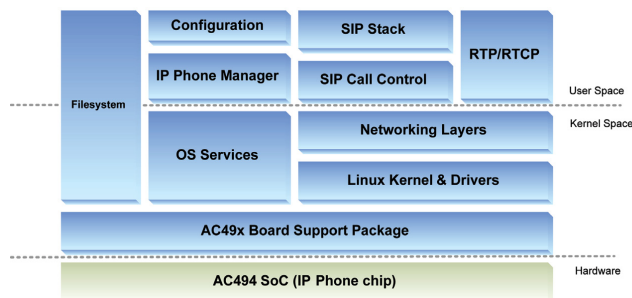 Configuration
SIP Stack
RTP/RTCP
IP Phone Manager
SIP Call Control
Filesystem
User Space
Kernel Space
OS Services
Networking Layers
Linux Kernel & Drivers
AC49x Board Support Package
Hardware
AC494 SoC (IP Phone chip)